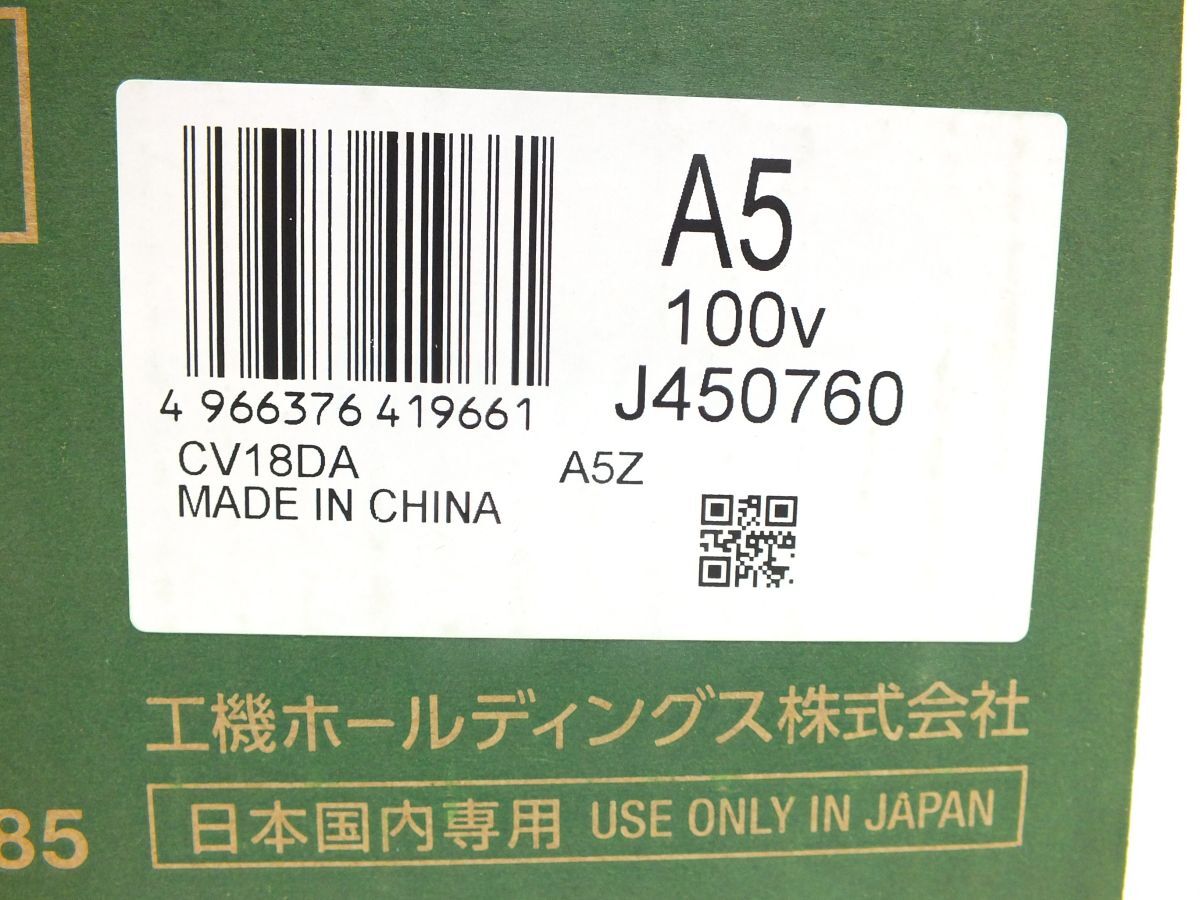 A5
100v
J450760
4 966376 419661
CV18DA A5Z
MADE IN CHINA
工機ホールディングス株式会社
日本国内専用 USE ONLY IN JAPAN
85